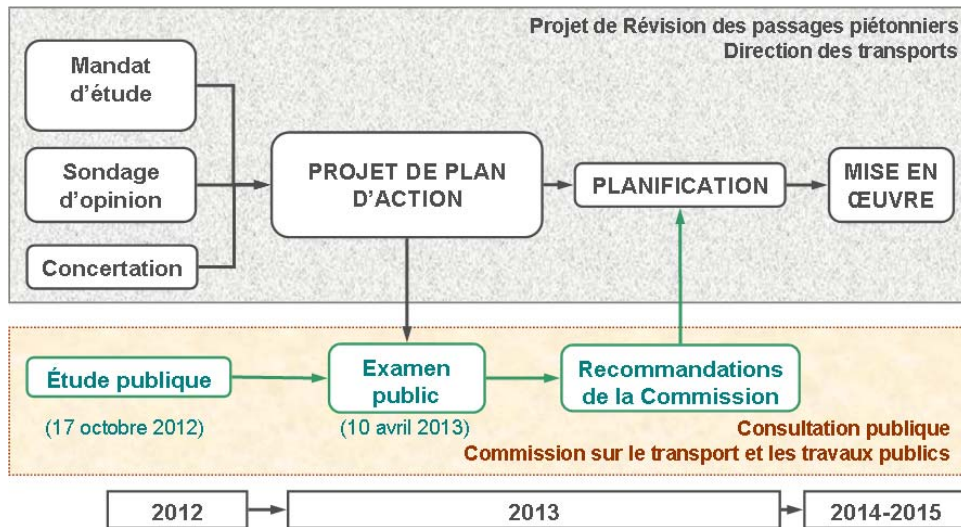 Projet de Révision des passages piétonniers
Direction des transports
Mandat
d'étude
Sondage
d'opinion
Concertation
PROJET DE PLAN
D'ACTION
PLANIFICATION
MISE EN
ŒUVRE
Étude publique
(17 octobre 2012)
Examen
public
(10 avril 2013)
Recommandations
de la Commission
Consultation publique
Commission sur le transport et les travaux publics
2012
2013
2014-2015